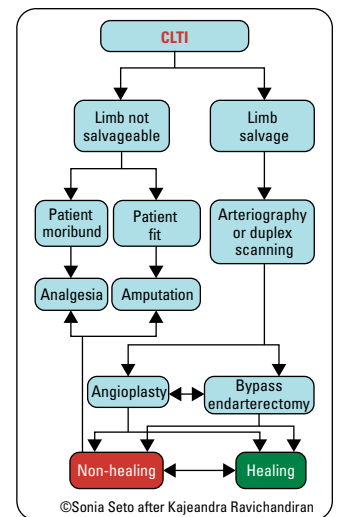 CLTI
Limb not
salvageable
Limb
salvage
Patient
moribund
Patient
fit
Arteriography
or duplex
scanning
Analgesia
Amputation
Angioplasty
Bypass
endarterectomy
Non-healing
Healing
©Sonia Seto after Kajeandra Ravichandiran